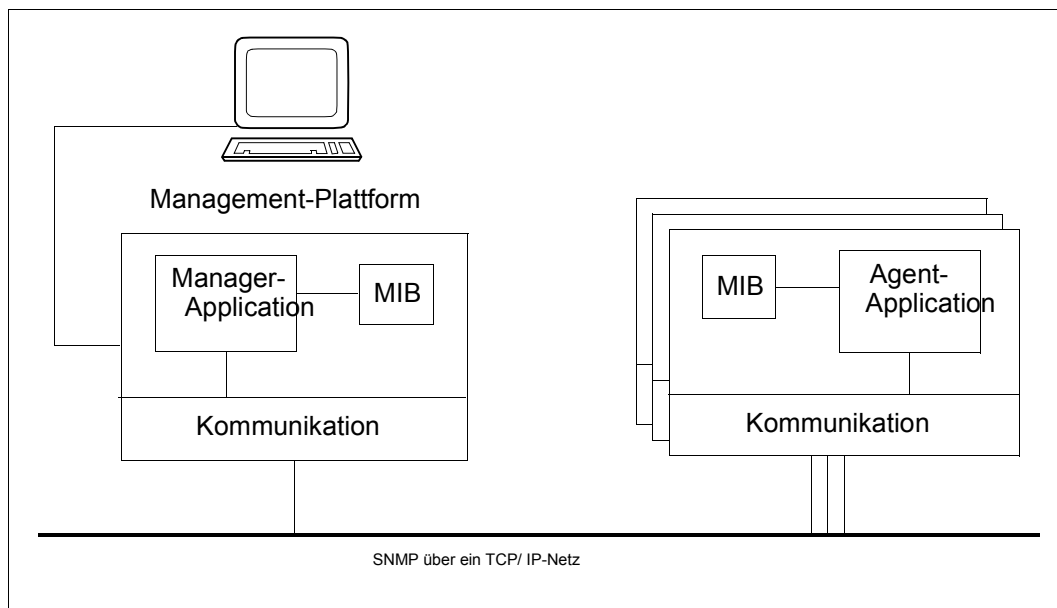 Management-Plattform
Manager-
Application
MIB
Kommunikation
MIB
Agent-
Application
Kommunikation
SNMP über ein TCP/ IP-Netz